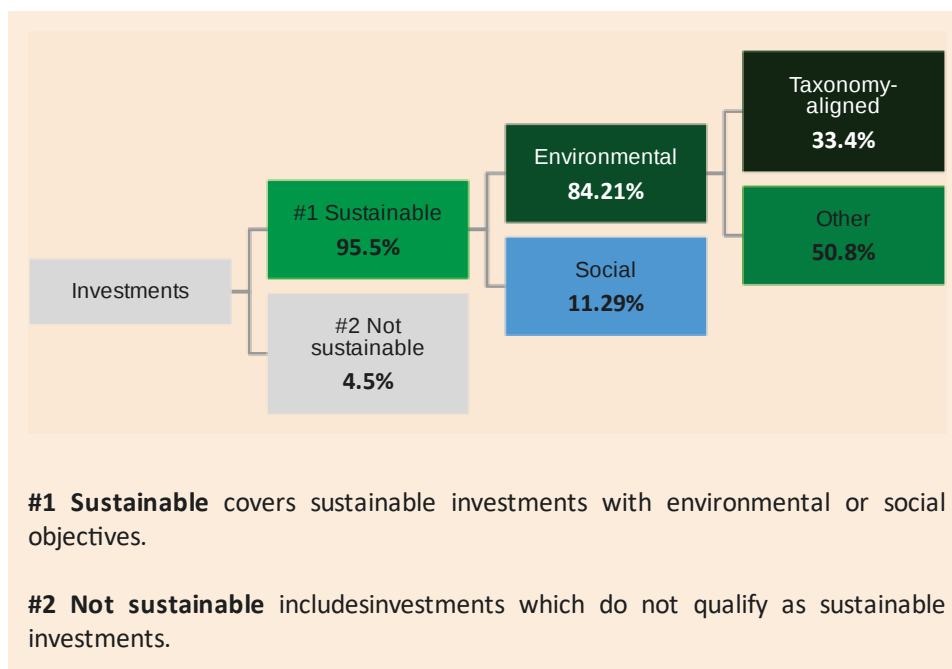 Investments
#1 Sustainable
95.5%
#2 Not
sustainable
4.5%
Environmental
84.21%
Social
11.29%
Taxonomy-
aligned
33.4%
Other
50.8%
#1 Sustainable covers sustainable investments with environmental or social
objectives.
#2 Not sustainable includesinvestments which do not qualify as sustainable
investments.